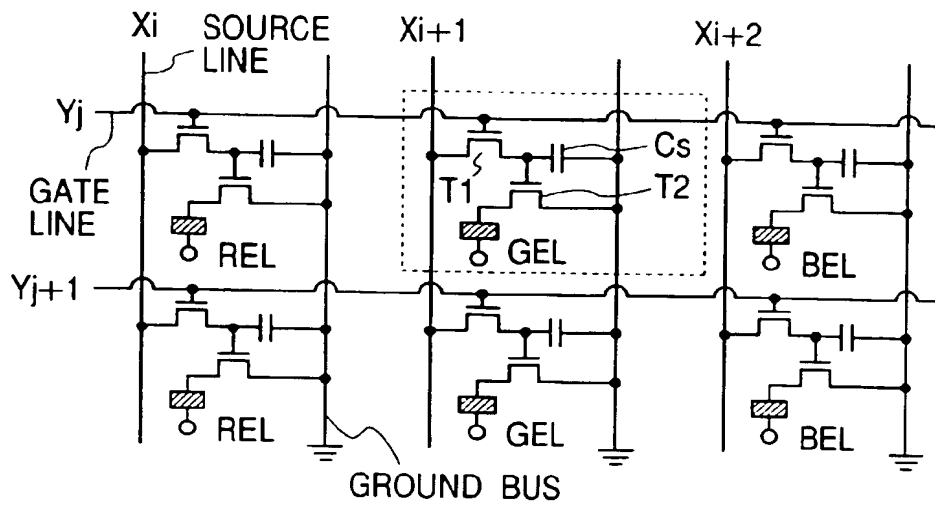 Xi
SOURCE
LINE
Xi+1
Xi+2
Yj
GATE
LINE
T1
Cs
T2
REL
GEL
BEL
Yj+1
REL
GEL
BEL
GROUND BUS